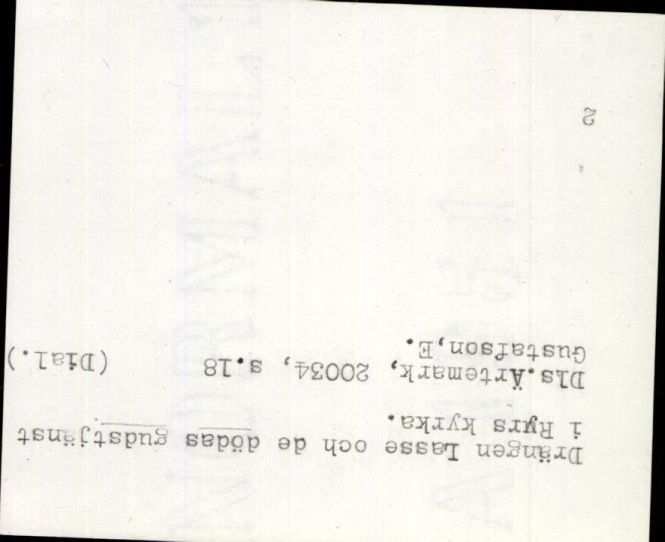 Drängen Lasse och de dödas gudstjänst
i Ryrs kyrka.
Dls.Ärtemark, 20034, s.18 (Dial.)
Gustafson,E.
2